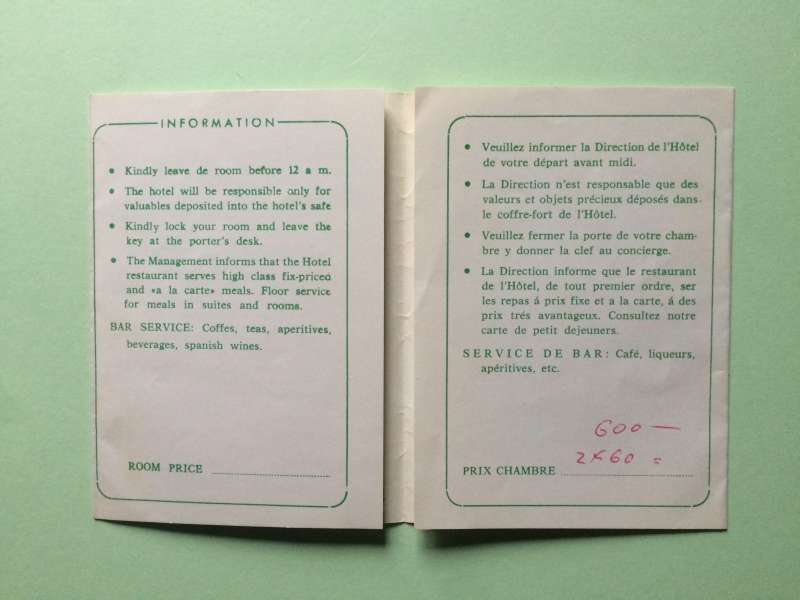 INFORMATION
• Kindly leave de room before 12 a m.
• The hotel will be responsible only for
valuables deposited into the hotel's safe
• Kindly lock your room and leave the
key at the porter's desk.
• The Management informs that the Hotel
restaurant serves high class fix-priced
and «a la carte» meals. Floor service
for meals in suites and rooms.
BAR SERVICE: Coffes, teas, aperitives,
beverages, spanish wines.
ROOM PRICE
• Veuillez informer la Direction de l'Hôtel
de votre départ avant midi.
• La Direction n'est responsable que des
valeurs et objets précieux déposés dans
le coffre-fort de l'Hôtel.
• Veuillez fermer la porte de votre cham-
bre y donner la clef au concierge.
• La Direction informe que le restaurant
de l'Hôtel, de tout premier ordre, ser
les repas á prix fixe et a la carte, á des
prix trés avantageux. Consultez notre
carte de petit dejeuners.
SERVICE DE BAR: Café, liqueurs,
apéritives, etc.
600 —
2×60 =
PRIX CHAMBRE